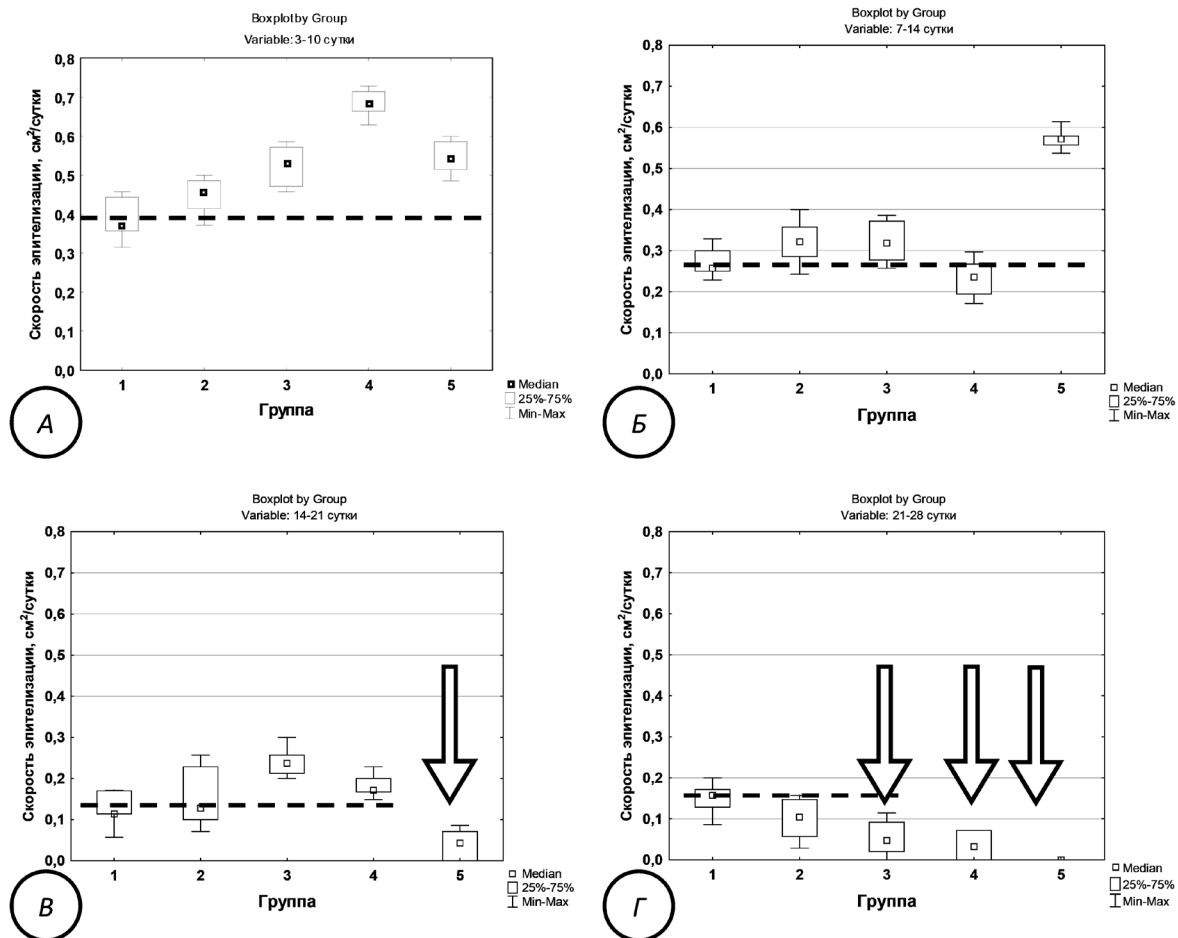 Boxplot by Group
Variable: 3-10 сутки
Скорость эпителизации, см²/сутки
0,8
0,7
0,6
0,5
0,4
0,3
0,2
0,1
0,0
1 2 3 4 5
Группа
Median
25%-75%
Min-Max
А
Boxplot by Group
Variable: 7-14 сутки
Скорость эпителизации, см²/сутки
0,8
0,7
0,6
0,5
0,4
0,3
0,2
0,1
0,0
1 2 3 4 5
Группа
Median
25%-75%
Min-Max
Б
Boxplot by Group
Variable: 14-21 сутки
Скорость эпителизации, см²/сутки
0,8
0,7
0,6
0,5
0,4
0,3
0,2
0,1
0,0
1 2 3 4 5
Группа
Median
25%-75%
Min-Max
В
Boxplot by Group
Variable: 21-28 сутки
Скорость эпителизации, см²/сутки
0,8
0,7
0,6
0,5
0,4
0,3
0,2
0,1
0,0
1 2 3 4 5
Группа
Median
25%-75%
Min-Max
Г